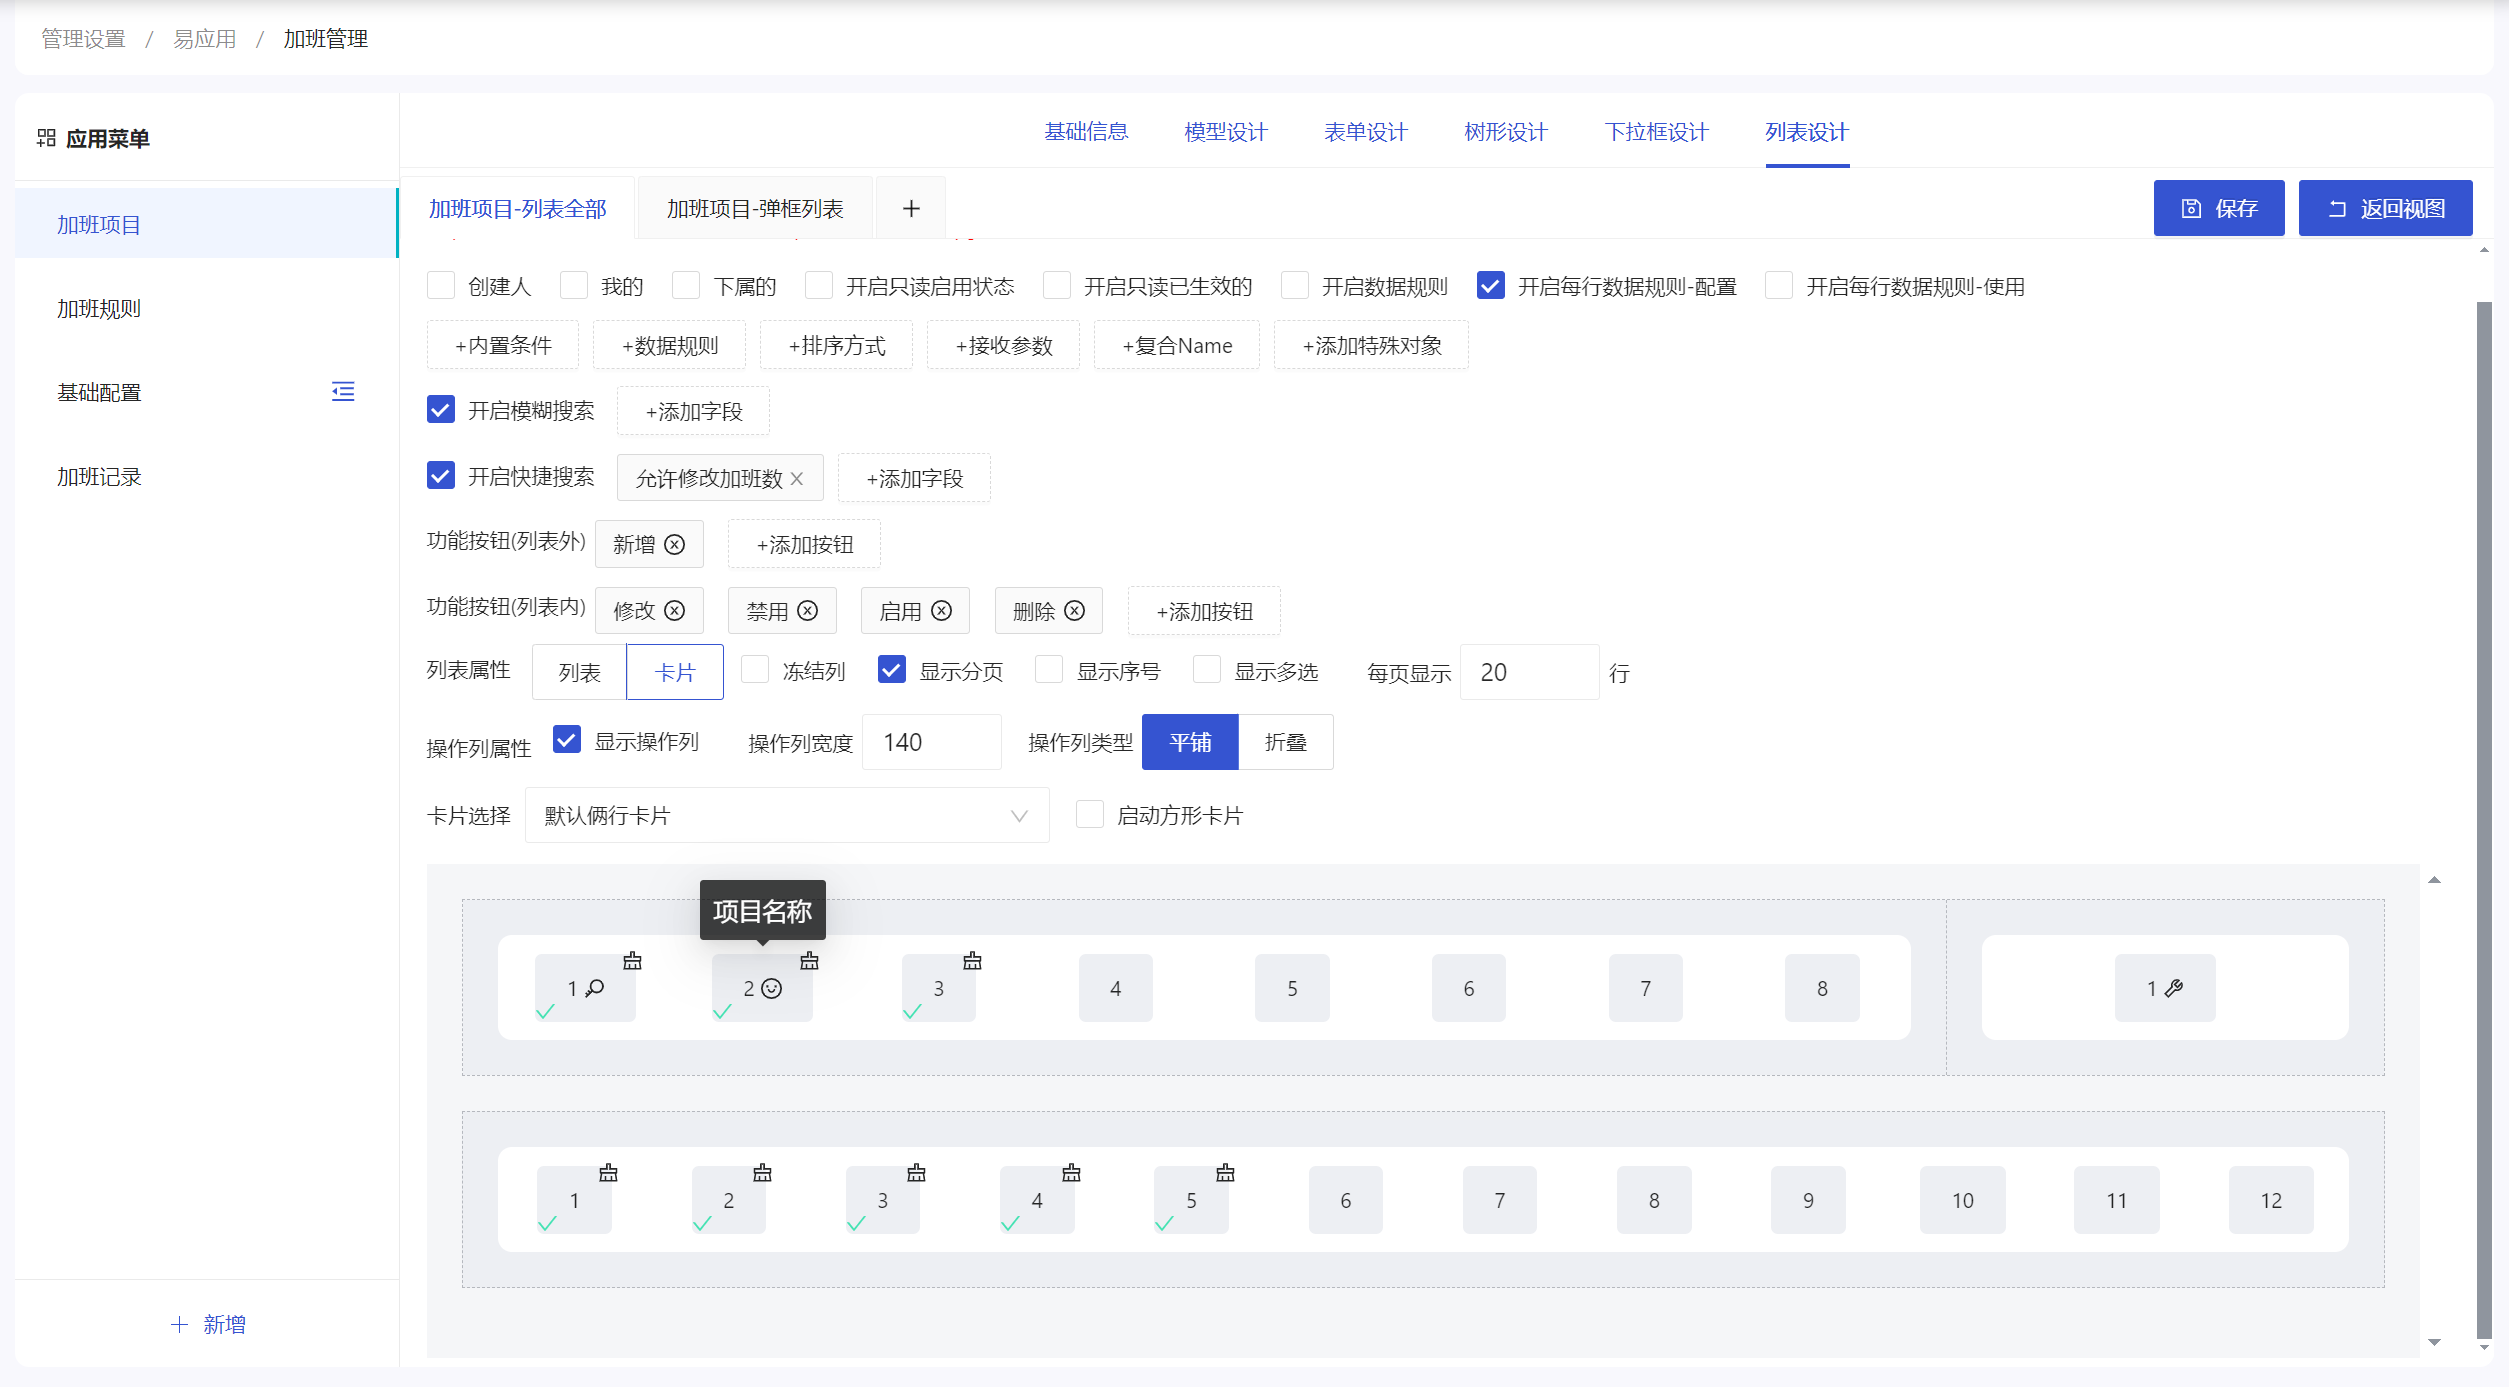 管理设置 / 易应用 / 加班管理
应用菜单
加班项目
加班规则
基础配置
加班记录
+ 新增
基础信息 模型设计 表单设计 树形设计 下拉框设计 列表设计
加班项目-列表全部 加班项目-弹框列表 +
保存 返回视图
创建人 我的 下属的 开启只读启用状态 开启只读已生效的 开启数据规则 开启每行数据规则-配置 开启每行数据规则-使用
+内置条件 +数据规则 +排序方式 +接收参数 +复合Name +添加特殊对象
开启模糊搜索 +添加字段
开启快捷搜索 允许修改加班数 +添加字段
功能按钮(列表外) 新增 +添加按钮
功能按钮(列表内) 修改 禁用 启用 删除 +添加按钮
列表属性 列表 卡片 冻结列 显示分页 显示序号 显示多选 每页显示 20 行
操作列属性 显示操作列 操作列宽度 140 操作列类型 平铺 折叠
卡片选择 默认俩行卡片 启动方形卡片
项目名称
1 2 3 4 5 6 7 8 1
1 2 3 4 5 6 7 8 9 10 11 12